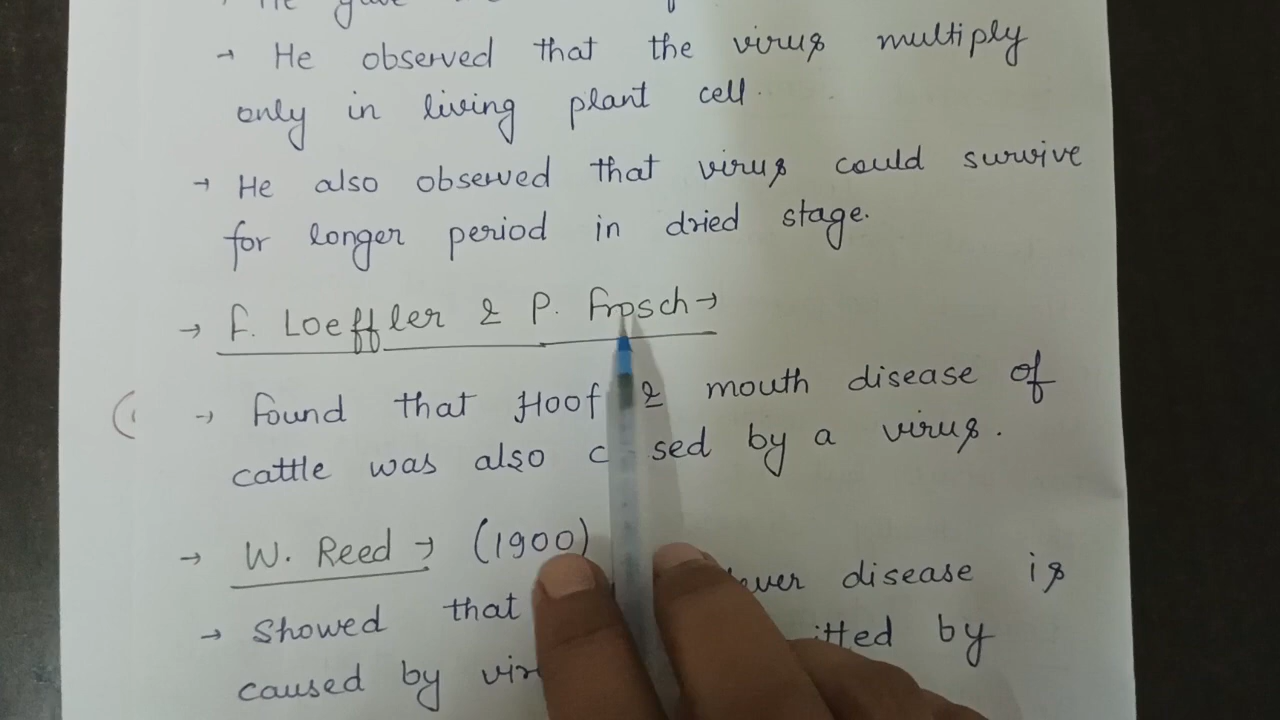 → He gave
→ He observed that the virus multiply
only in living plant cell.
→ He also observed that virus could survive
for longer period in dried stage.
→ F. Loeffler & P. Frosch →
→ Found that Hoof & mouth disease of
cattle was also sed by a virus.
→ W. Reed → (1900)
→ Showed that disease is
caused by by